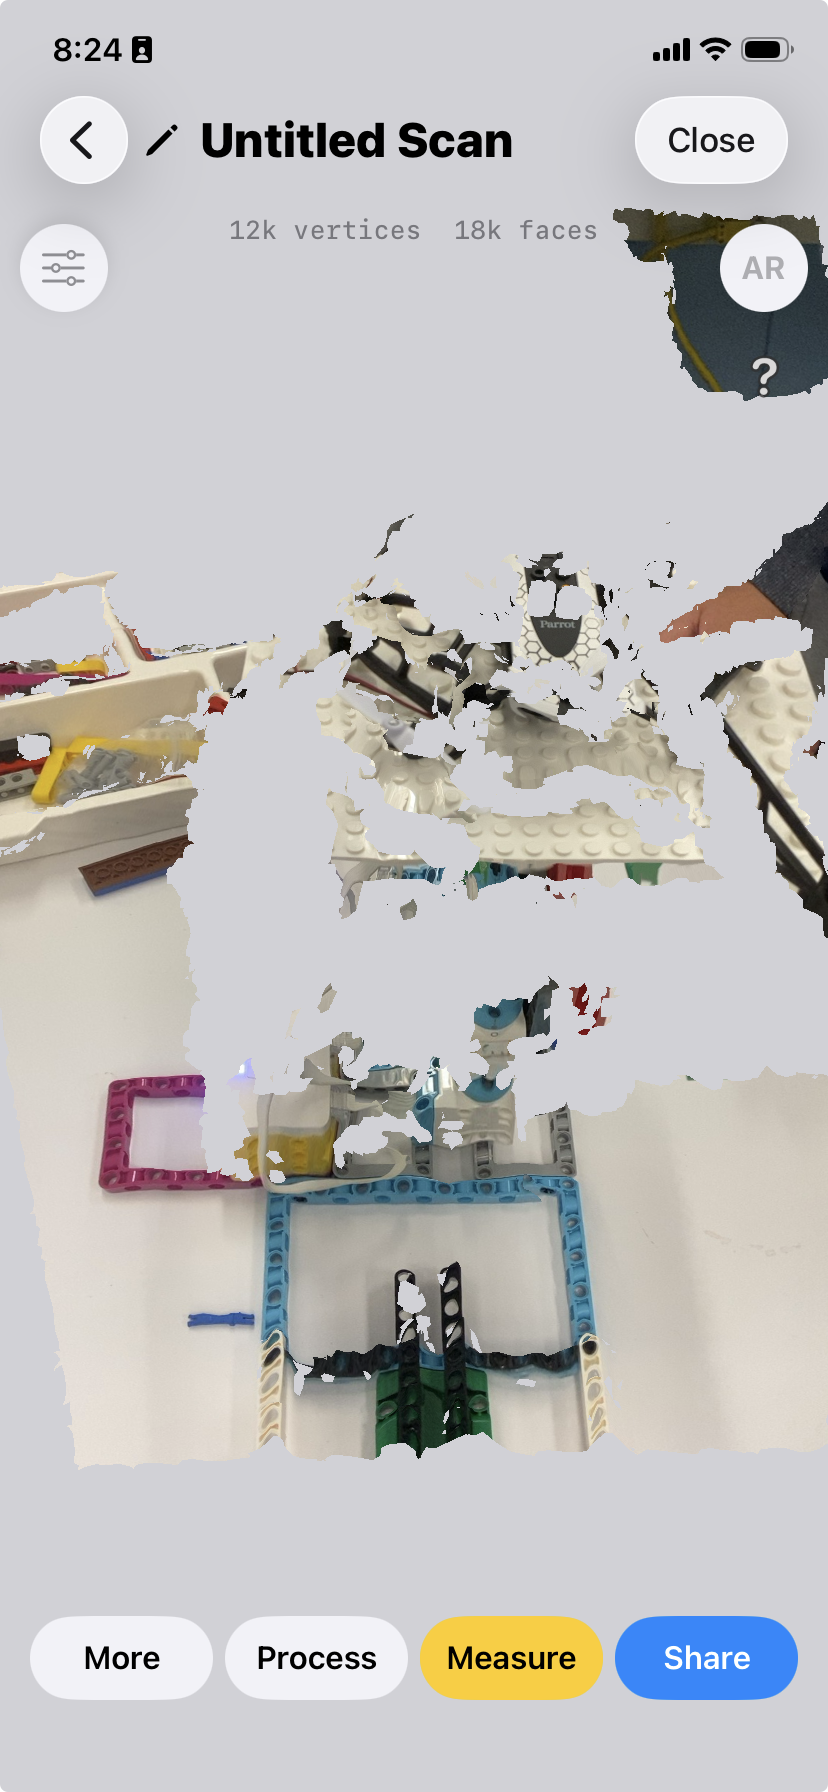 8:24
Untitled Scan
Close
12k vertices 18k faces
AR
?
Parrot
More
Process
Measure
Share